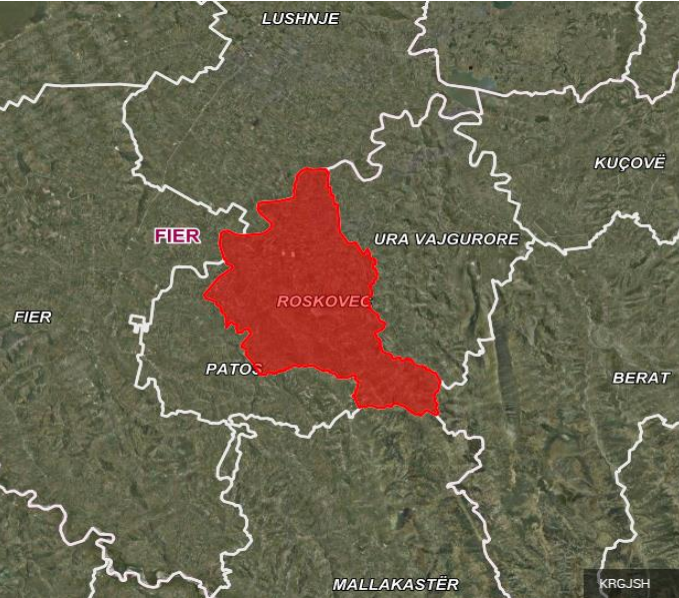 LUSHNJE
KUÇOVË
FIER
URA VAJGURORE
ROSKOVEC
FIER
PATOS
BERAT
MALLAKASTËR
KRGJSH